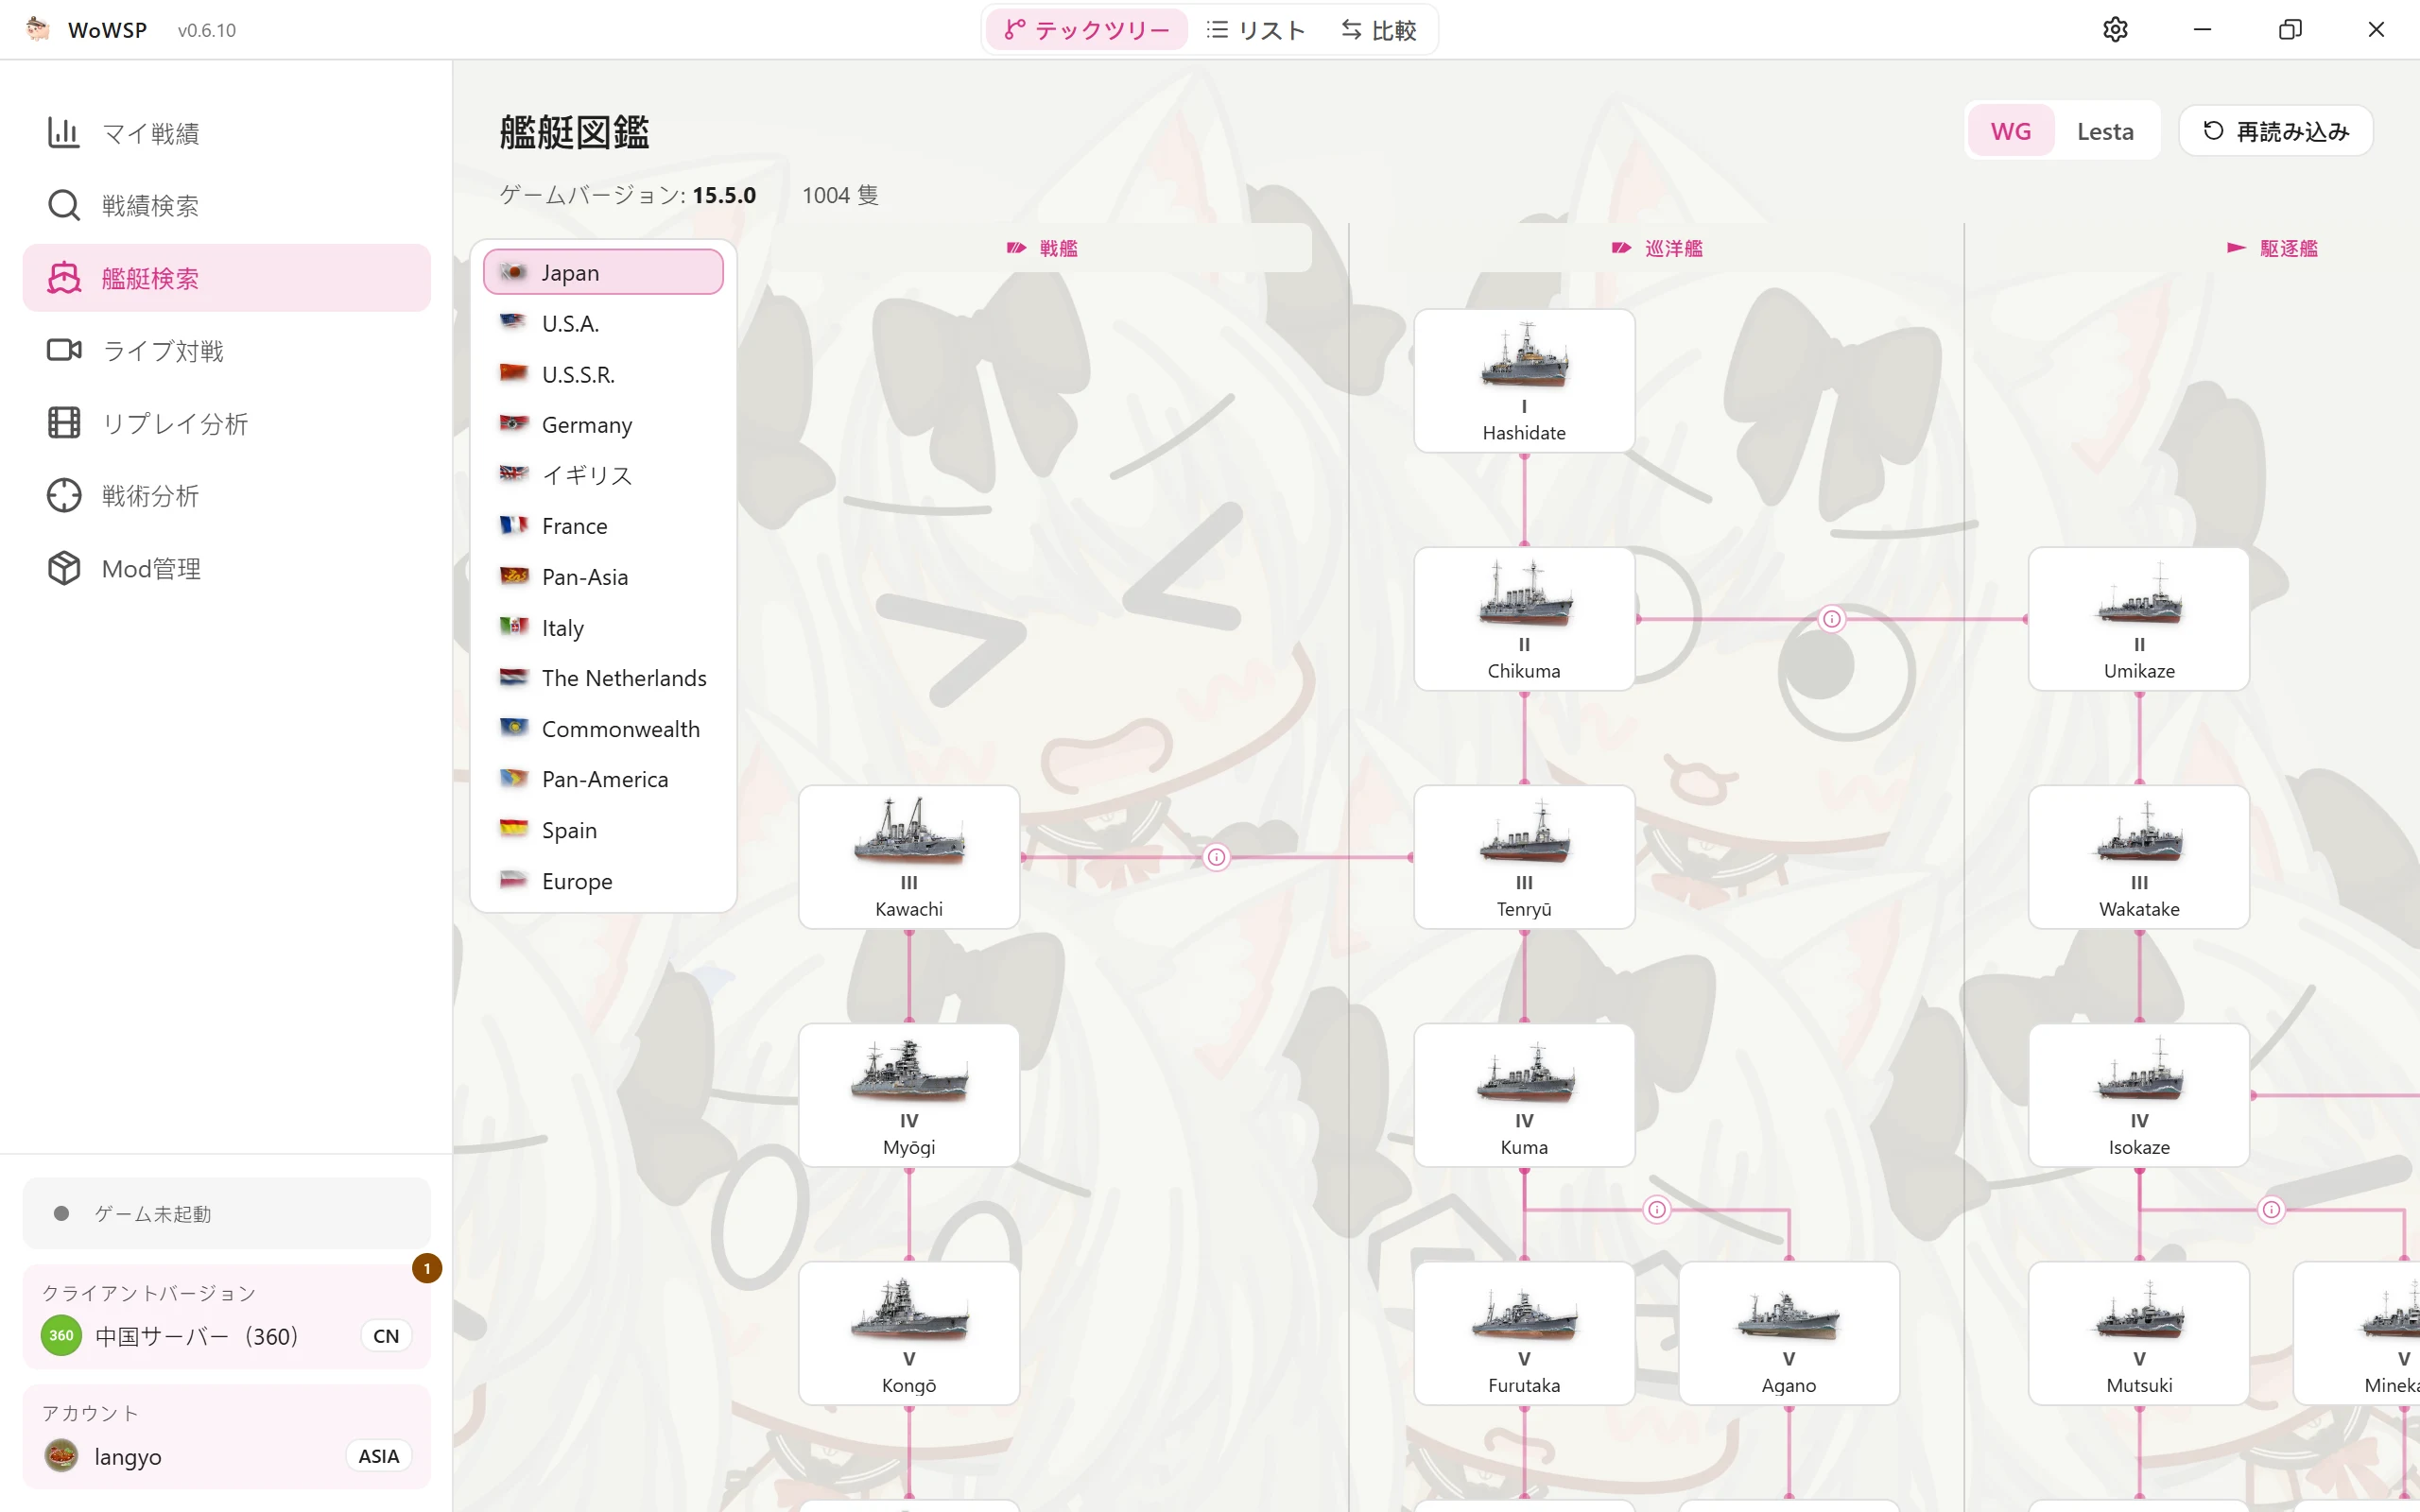 WoWSP v0.6.10
テックツリー リスト 比較
マイ戦績
戦績検索
艦艇検索
ライブ対戦
リプレイ分析
戦術分析
Mod管理
ゲーム未起動
1
クライアントバージョン
360 中国サーバー（360） CN
アカウント
langyo ASIA
艦艇図鑑
WG Lesta 再読み込み
ゲームバージョン: 15.5.0 1004 隻
Japan
U.S.A.
U.S.S.R.
Germany
イギリス
France
Pan-Asia
Italy
The Netherlands
Commonwealth
Pan-America
Spain
Europe
戦艦 巡洋艦 駆逐艦
I
Hashidate
II II
Chikuma Umikaze
III III III
Kawachi Tenryū Wakatake
IV IV IV
Myōgi Kuma Isokaze
V V V V V
Kongō Furutaka Agano Mutsuki